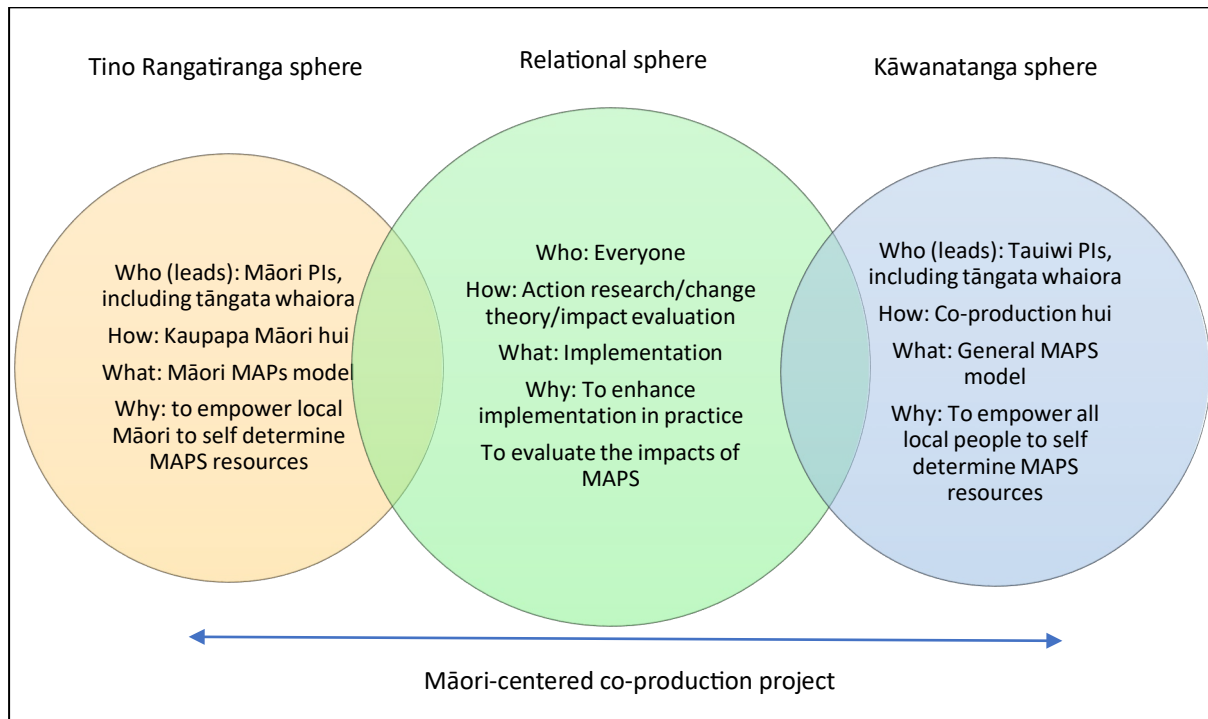 Tino Rangatiranga sphere
Relational sphere
Kāwanatanga sphere
Who (leads): Māori PIs,
including tāngata whaiora
How: Kaupapa Māori hui
What: Māori MAPs model
Why: to empower local
Māori to self determine
MAPS resources
Who: Everyone
How: Action research/change
theory/impact evaluation
What: Implementation
Why: To enhance
implementation in practice
To evaluate the impacts of
MAPS
Who (leads): Tauiwi PIs,
including tāngata whaiora
How: Co-production hui
What: General MAPS
model
Why: To empower all
local people to self
determine MAPS
resources
Māori-centered co-production project